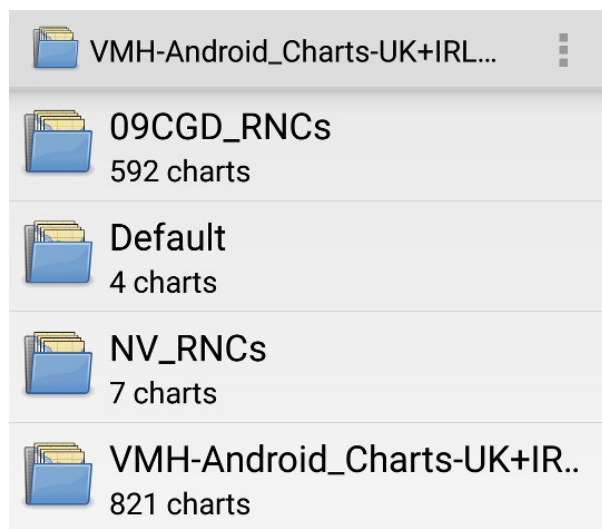 VMH-Android_Charts-UK+IRL...
09CGD_RNCs
592 charts
Default
4 charts
NV_RNCs
7 charts
VMH-Android_Charts-UK+IR..
821 charts